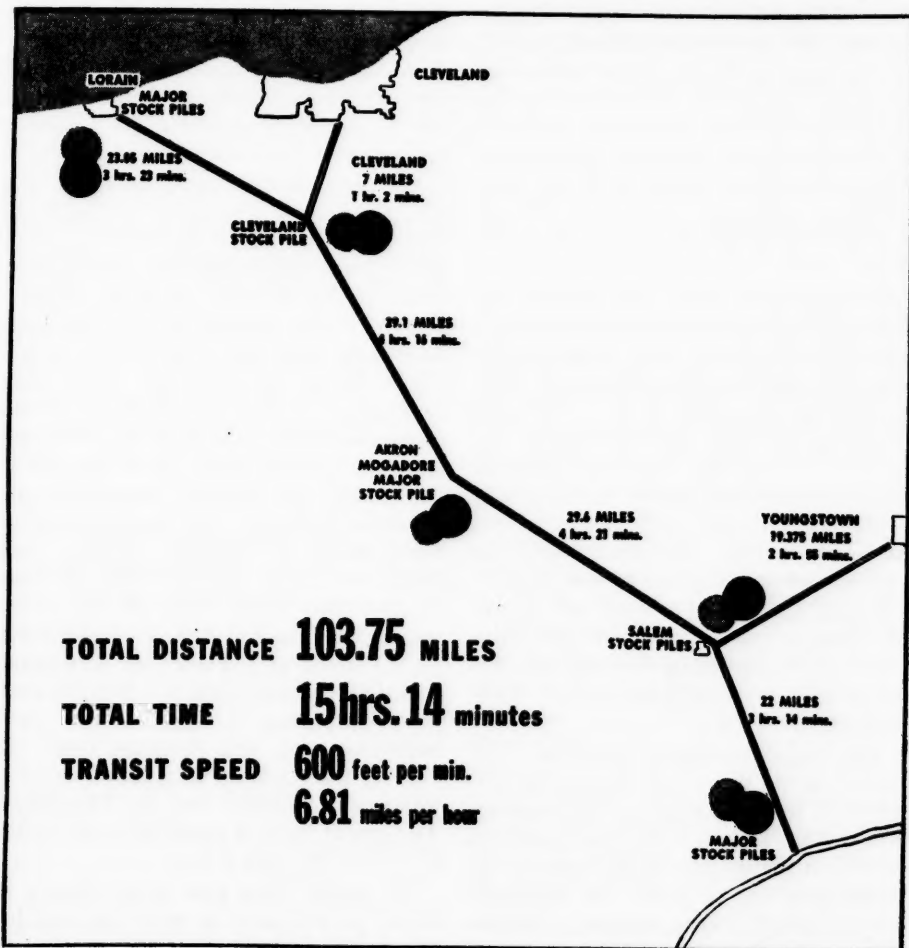 LORAIN
MAJOR
STOCK PILES
CLEVELAND
23.05 MILES
3 hrs. 23 mins.
CLEVELAND
7 MILES
1 hr. 2 mins.
CLEVELAND
STOCK PILE
29.1 MILES
4 hrs. 16 mins.
AKRON
MOGADORE
MAJOR
STOCK PILE
29.6 MILES
4 hrs. 21 mins.
YOUNGSTOWN
19.375 MILES
2 hrs. 55 mins.
SALEM
STOCK PILES
22 MILES
3 hrs. 14 mins.
MAJOR
STOCK PILES
TOTAL DISTANCE 103.75 MILES
TOTAL TIME 15 hrs. 14 minutes
TRANSIT SPEED 600 feet per min.
6.81 miles per hour